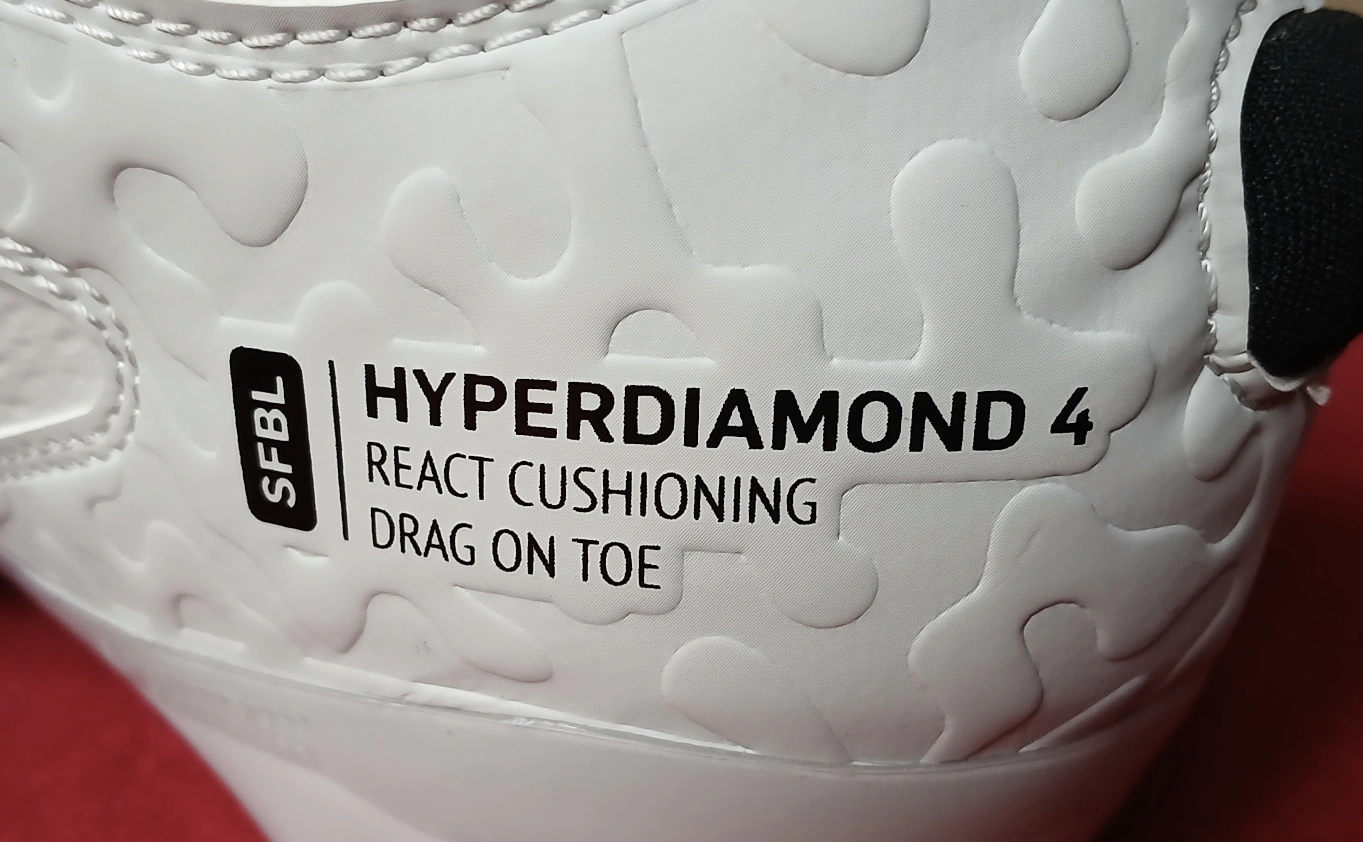 SFBL
HYPERDIAMOND 4
REACT CUSHIONING
DRAG ON TOE